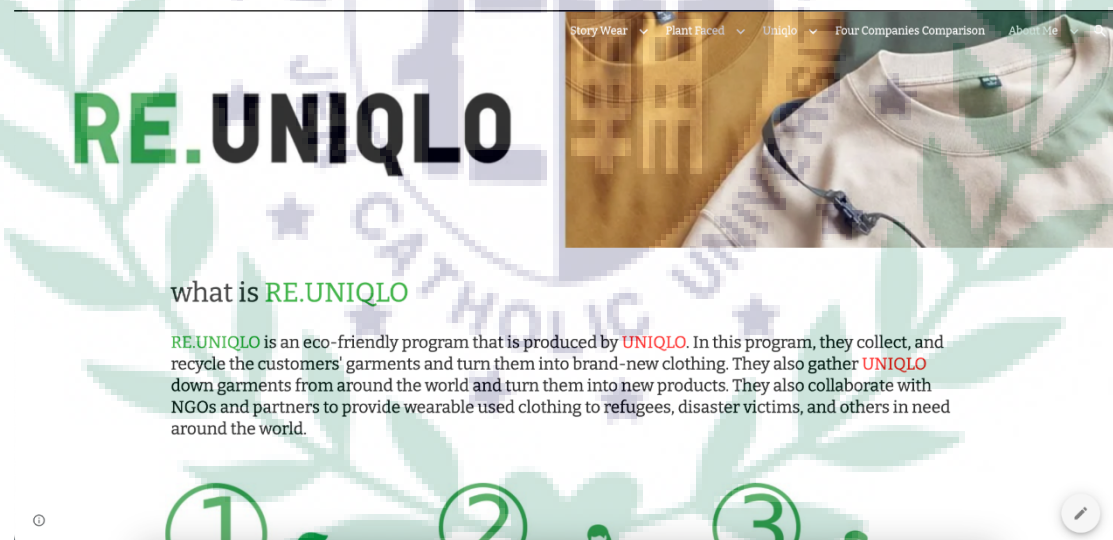 Story Wear Plant Faced Uniqlo Four Companies Comparison About Me
RE.UNIQLO
CATHOLIC
what is RE.UNIQLO
RE.UNIQLO is an eco-friendly program that is produced by UNIQLO. In this program, they collect, and
recycle the customers' garments and turn them into brand-new clothing. They also gather UNIQLO
down garments from around the world and turn them into new products. They also collaborate with
NGOs and partners to provide wearable used clothing to refugees, disaster victims, and others in need
around the world.
1 2 3